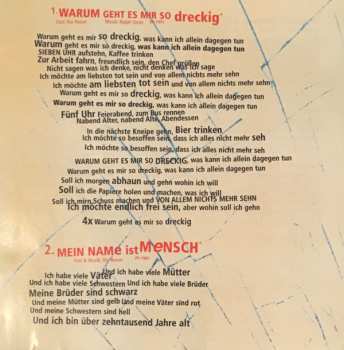 1. WARUM GEHT ES MIR SO dreckig
Warum geht es mir so dreckig, was kann ich allein dagegen tun
Warum geht es mir so dreckig, was kann ich allein dagegen tun
SIEBEN UHR aufstehn, Kaffee trinken
Zur Arbeit fahrn, freundlich sein, den Chef grüßen
Nicht sagen was ich denke, nicht denken was ich sage
Ich möchte am liebsten tot sein und von allem nichts mehr sehn
Ich möchte am liebsten tot sein und von allem nichts mehr sehn
Warum geht es mir so dreckig, was kann ich allein dagegen tun
Warum geht es mir so dreckig, was kann ich allein dagegen tun
Fünf Uhr Feierabend, zum Bus rennen
Nabend Alter, nabend Alte, Abendessen
In die nächste Kneipe gehn, Bier trinken
Ich möchte so besoffen sein, dass ich alles nicht mehr seh
Ich möchte so besoffen sein, dass ich alles nicht mehr seh
WARUM GEHT ES MIR SO DRECKIG, was kann ich allein dagegen tun
Warum geht es mir so dreckig, was kann ich allein dagegen tun
Soll ich morgen abhaun und gehn wohin ich will
Soll ich die Papiere holen und machen, was ich will
Soll ich mirn Schuss machen und VON ALLEM NICHTS MEHR SEHN
Ich möchte endlich frei sein, aber wohin soll ich gehn
4x Warum geht es mir so dreckig
2. MEIN NAMe ist MeNSCH
Ich habe viele Väter Und ich habe viele Mütter
Und ich habe viele Schwestern Und ich habe viele Brüder
Meine Brüder sind schwarz
Und meine Mütter sind gelb Und meine Väter sind rot
Und meine Schwestern sind hell
Und ich bin über zehntausend Jahre alt